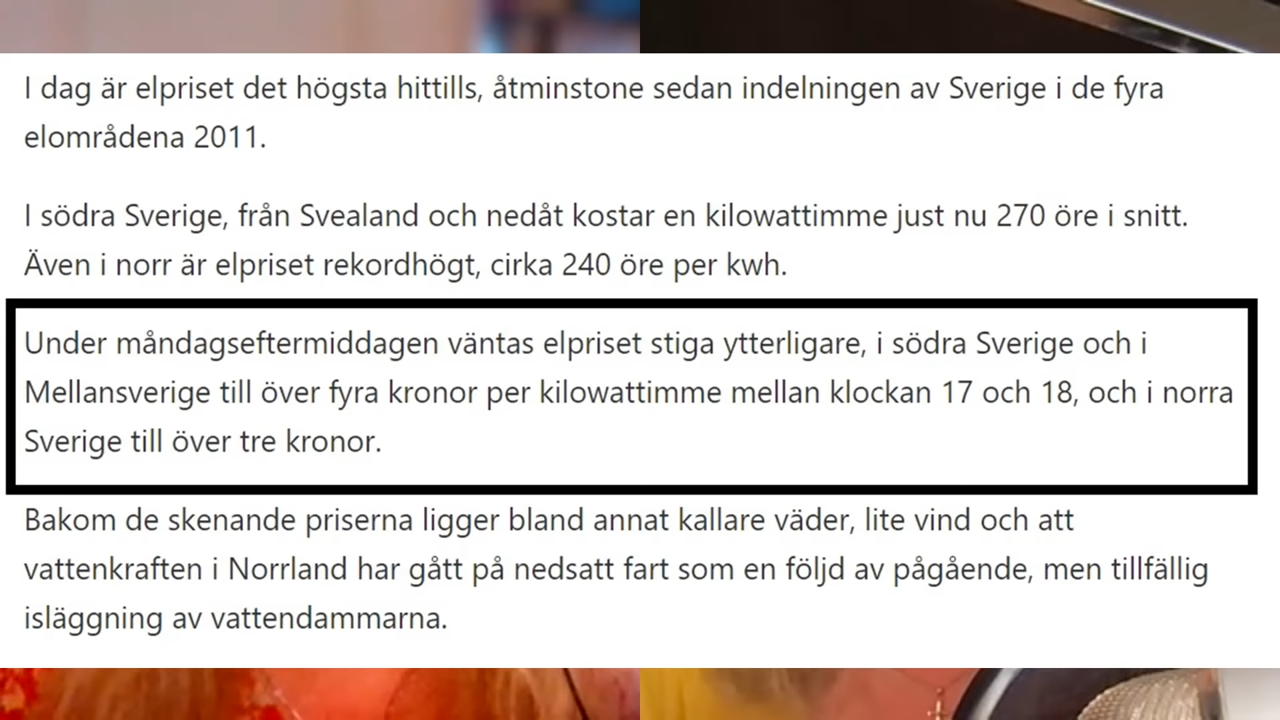 I dag är elpriset det högsta hittills, åtminstone sedan indelningen av Sverige i de fyra
elområdena 2011.
I södra Sverige, från Svealand och nedåt kostar en kilowattimme just nu 270 öre i snitt.
Även i norr är elpriset rekordhögt, cirka 240 öre per kwh.
Under måndagseftermiddagen väntas elpriset stiga ytterligare, i södra Sverige och i
Mellansverige till över fyra kronor per kilowattimme mellan klockan 17 och 18, och i norra
Sverige till över tre kronor.
Bakom de skenande priserna ligger bland annat kallare väder, lite vind och att
vattenkraften i Norrland har gått på nedsatt fart som en följd av pågående, men tillfällig
isläggning av vattendammarna.